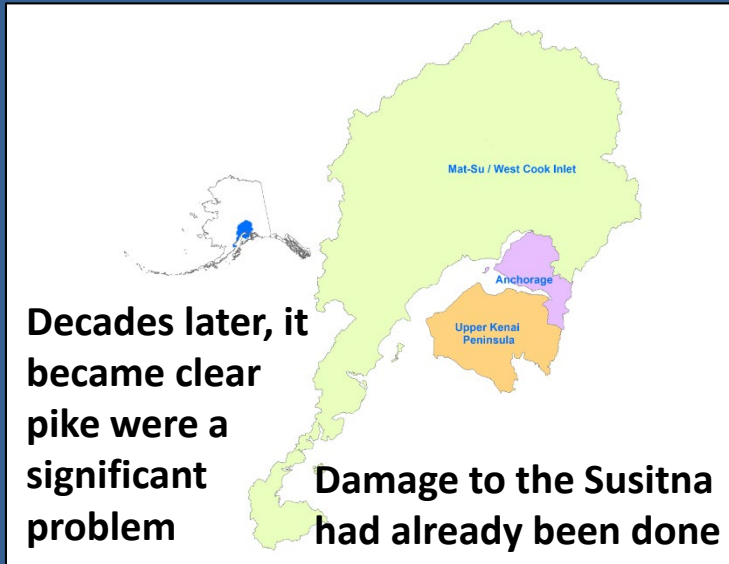 Mat-Su / West Cook Inlet
Anchorage
Upper Kenai
Peninsula
Decades later, it
became clear
pike were a
significant
problem
Damage to the Susitna
had already been done